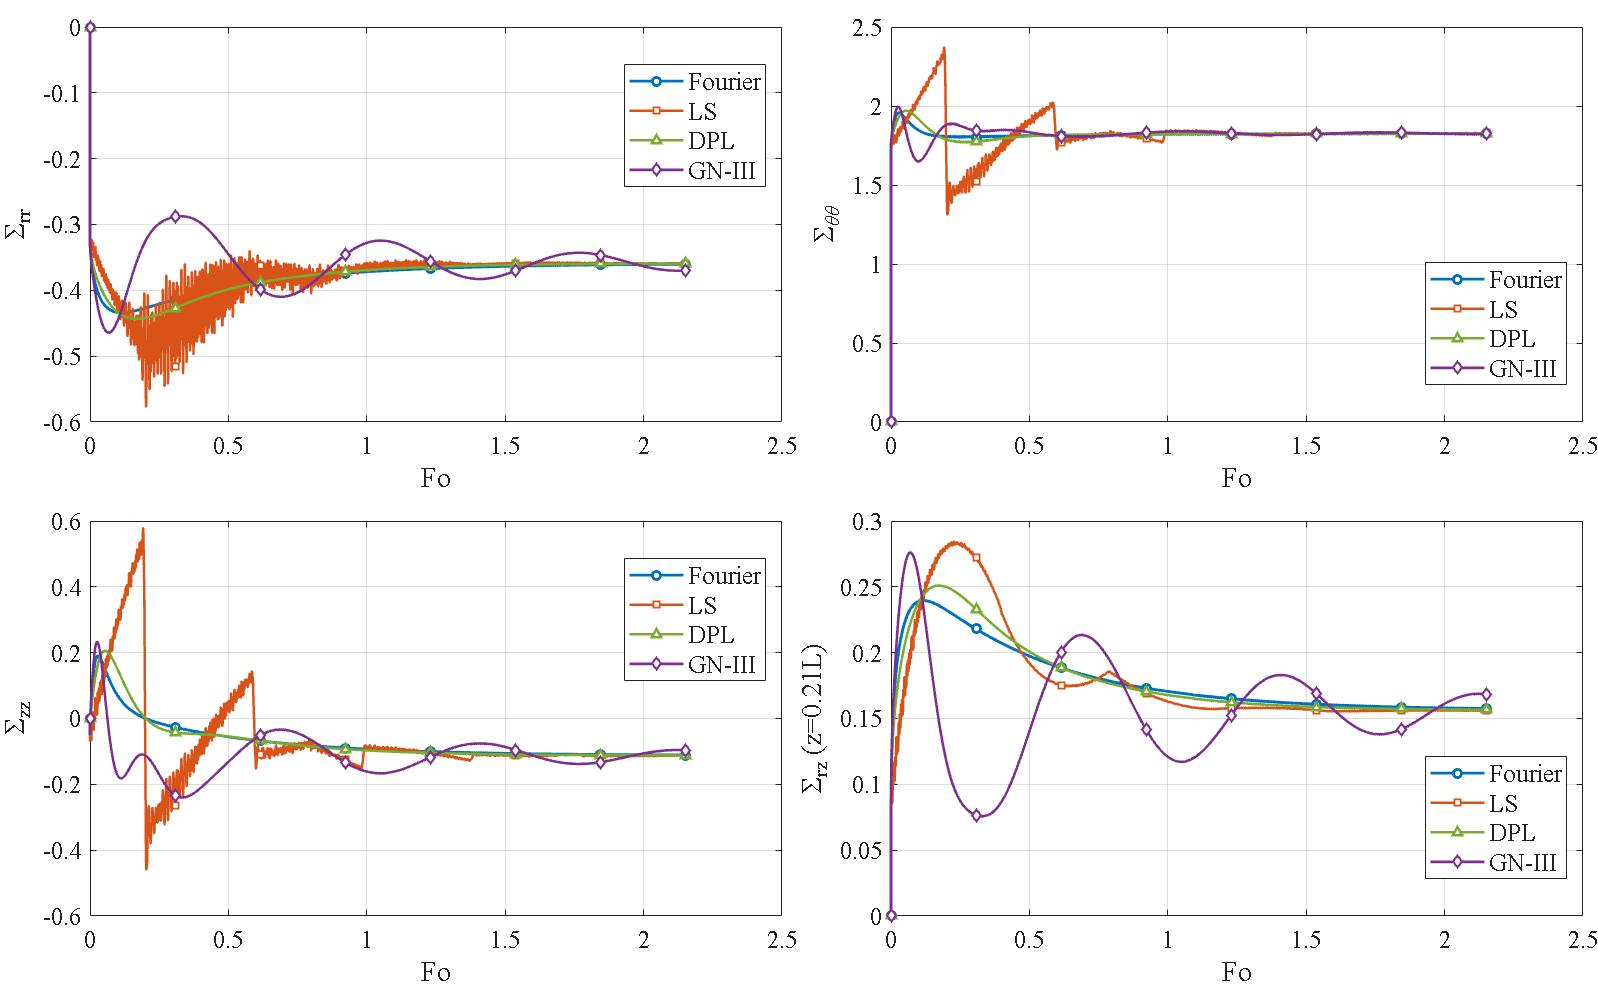 0
-0.1
-0.2
-0.3
-0.4
-0.5
-0.6
Σrr
0 0.5 1 1.5 2 2.5
Fo
Fourier
LS
DPL
GN-III
2.5
2
1.5
1
0.5
0
Σθθ
0 0.5 1 1.5 2 2.5
Fo
Fourier
LS
DPL
GN-III
0.6
0.4
0.2
0
-0.2
-0.4
-0.6
Σzz
0 0.5 1 1.5 2 2.5
Fo
Fourier
LS
DPL
GN-III
0.3
0.25
0.2
0.15
0.1
0.05
0
Σrz (z=0.21L)
0 0.5 1 1.5 2 2.5
Fo
Fourier
LS
DPL
GN-III